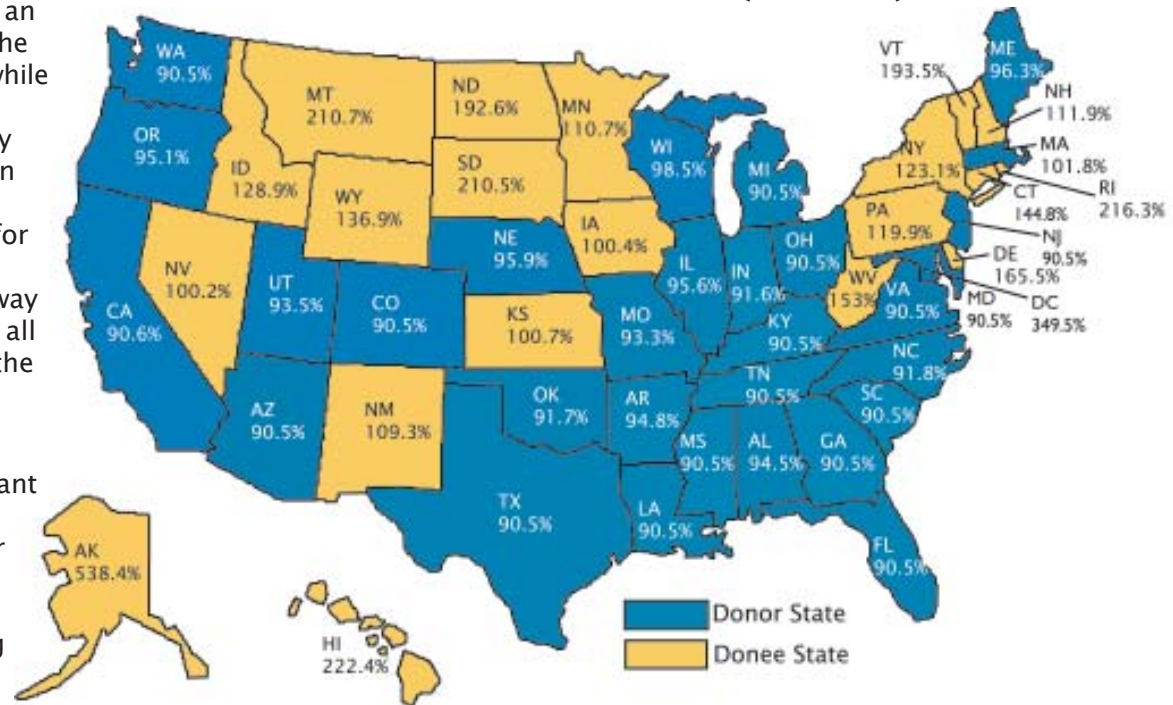 an
he
while
y
n
for
way
all
the
ant
r
g
WA
90.5%
OR
95.1%
CA
90.6%
ID
128.9%
NV
100.2%
MT
210.7%
WY
136.9%
UT
93.5%
AZ
90.5%
CO
90.5%
NM
109.3%
ND
192.6%
SD
210.5%
NE
95.9%
KS
100.7%
OK
91.7%
TX
90.5%
MN
110.7%
IA
100.4%
MO
93.3%
AR
94.8%
LA
90.5%
WI
98.5%
IL
95.6%
MI
90.5%
IN
91.6%
OH
90.5%
KY
90.5%
TN
90.5%
MS
90.5%
AL
94.5%
GA
90.5%
FL
90.5%
SC
90.5%
NC
91.8%
VA
90.5%
WV
153%
PA
119.9%
NY
123.1%
VT
193.5%
ME
96.3%
NH
111.9%
MA
101.8%
RI
216.3%
CT
144.8%
NJ
90.5%
DE
165.5%
MD
90.5%
DC
349.5%
AK
538.4%
HI
222.4%
Donor State
Donee State